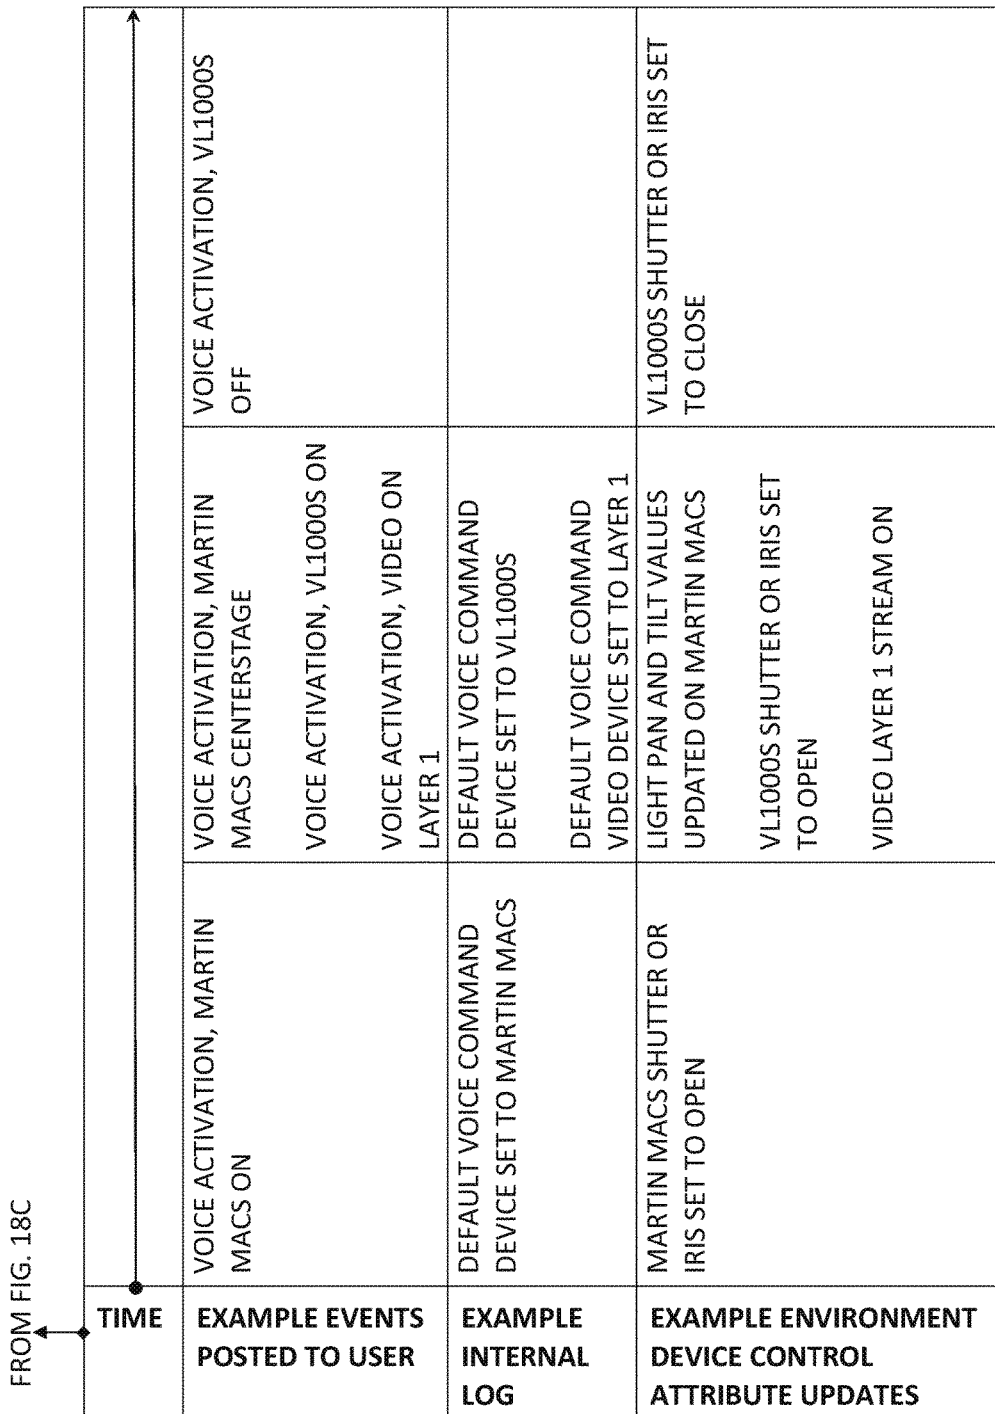 FROM FIG. 18C
TIME
EXAMPLE EVENTS
POSTED TO USER
VOICE ACTIVATION, MARTIN
MACS ON
VOICE ACTIVATION, MARTIN
MACS CENTERSTAGE
VOICE ACTIVATION, VL1000S ON
VOICE ACTIVATION, VIDEO ON
LAYER 1
VOICE ACTIVATION, VL1000S
OFF
EXAMPLE
INTERNAL
LOG
DEFAULT VOICE COMMAND
DEVICE SET TO MARTIN MACS
DEFAULT VOICE COMMAND
DEVICE SET TO VL1000S
DEFAULT VOICE COMMAND
VIDEO DEVICE SET TO LAYER 1
EXAMPLE ENVIRONMENT
DEVICE CONTROL
ATTRIBUTE UPDATES
MARTIN MACS SHUTTER OR
IRIS SET TO OPEN
LIGHT PAN AND TILT VALUES
UPDATED ON MARTIN MACS
VL1000S SHUTTER OR IRIS SET
TO OPEN
VIDEO LAYER 1 STREAM ON
VL1000S SHUTTER OR IRIS SET
TO CLOSE